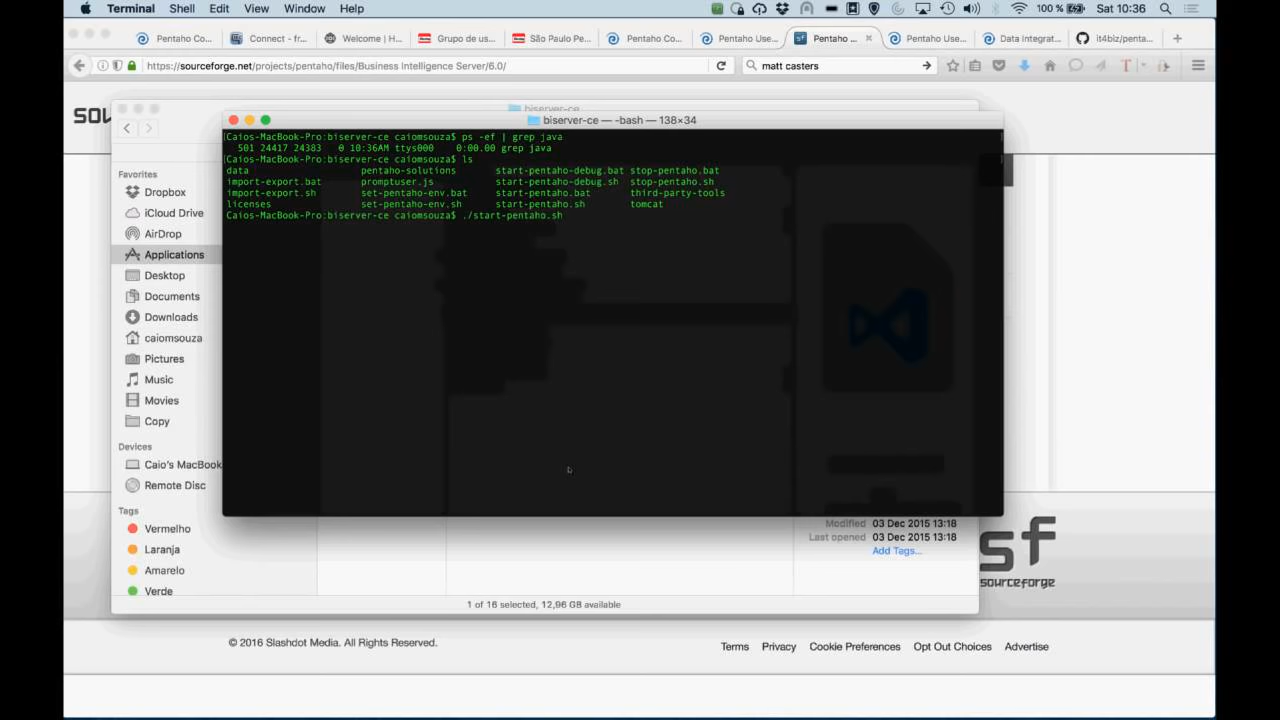 Terminal Shell Edit View Window Help 100 % Sat 10:36
Pentaho Co... Connect - fr... Welcome | H... Grupo de us... São Paulo Pe... Pentaho Co... Pentaho Use... Pentaho ... Pentaho Use... Data Integrat... it4biz/penta...
https://sourceforge.net/projects/pentaho/files/Business Intelligence Server/6.0/ matt casters
biserver-ce
biserver-ce — -bash — 138×34
Caios-MacBook-Pro:biserver-ce caiomsouza$ ps -ef | grep java
501 24417 24383 0 10:36AM ttys000 0:00.00 grep java
Caios-MacBook-Pro:biserver-ce caiomsouza$ ls
data pentaho-solutions start-pentaho-debug.bat stop-pentaho.bat
import-export.bat promptuser.js start-pentaho-debug.sh stop-pentaho.sh
import-export.sh set-pentaho-env.bat start-pentaho.bat third-party-tools
licenses set-pentaho-env.sh start-pentaho.sh tomcat
Caios-MacBook-Pro:biserver-ce caiomsouza$ ./start-pentaho.sh
Favorites
Dropbox
iCloud Drive
AirDrop
Applications
Desktop
Documents
Downloads
caiomsouza
Pictures
Music
Movies
Copy
Devices
Caio's MacBook
Remote Disc
Tags
Vermelho
Laranja
Amarelo
Verde
Modified 03 Dec 2015 13:18
Last opened 03 Dec 2015 13:18
Add Tags...
1 of 16 selected, 12,96 GB available
sf
sourceforge
© 2016 Slashdot Media. All Rights Reserved.
Terms Privacy Cookie Preferences Opt Out Choices Advertise